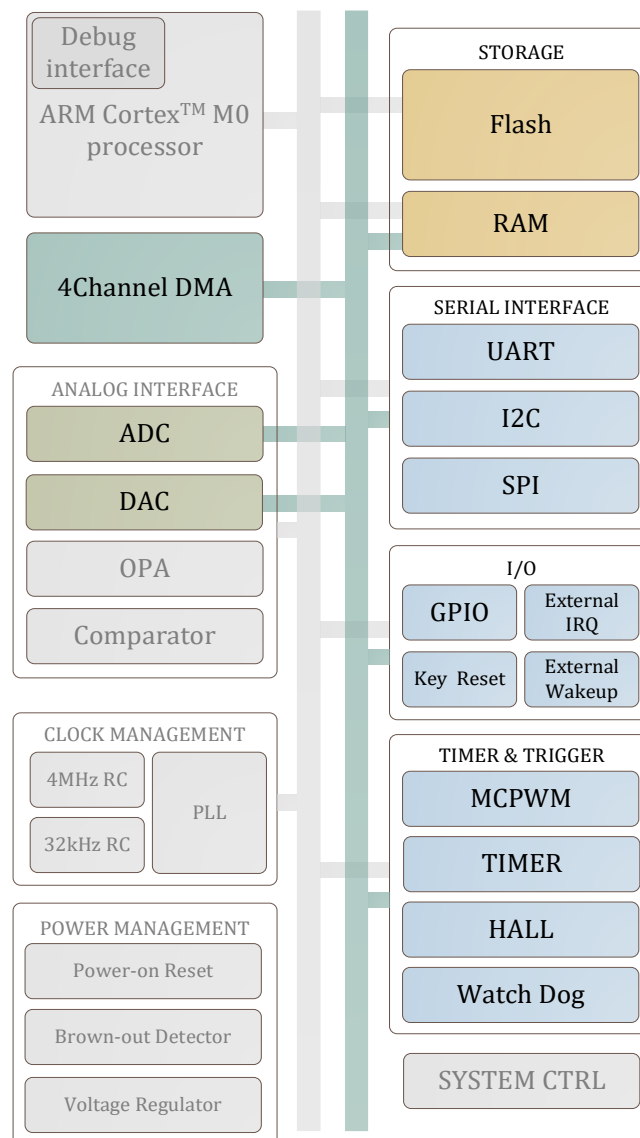 Debug
interface
ARM Cortex™ M0
processor
4Channel DMA
ANALOG INTERFACE
ADC
DAC
OPA
Comparator
CLOCK MANAGEMENT
4MHz RC
32kHz RC
PLL
POWER MANAGEMENT
Power-on Reset
Brown-out Detector
Voltage Regulator
STORAGE
Flash
RAM
SERIAL INTERFACE
UART
I2C
SPI
I/O
GPIO
External
IRQ
Key Reset
External
Wakeup
TIMER & TRIGGER
MCPWM
TIMER
HALL
Watch Dog
SYSTEM CTRL